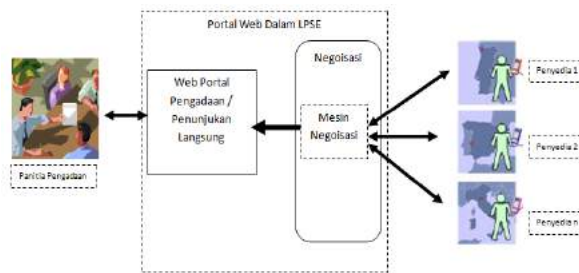 Portal Web Dalam LPSE
Negoisasi
Web Portal
Pengadaan /
Penunjukan
Langsung
Mesin
Negoisasi
Panitia Pengadaan
Penyedia 1
Penyedia 2
Penyedia n